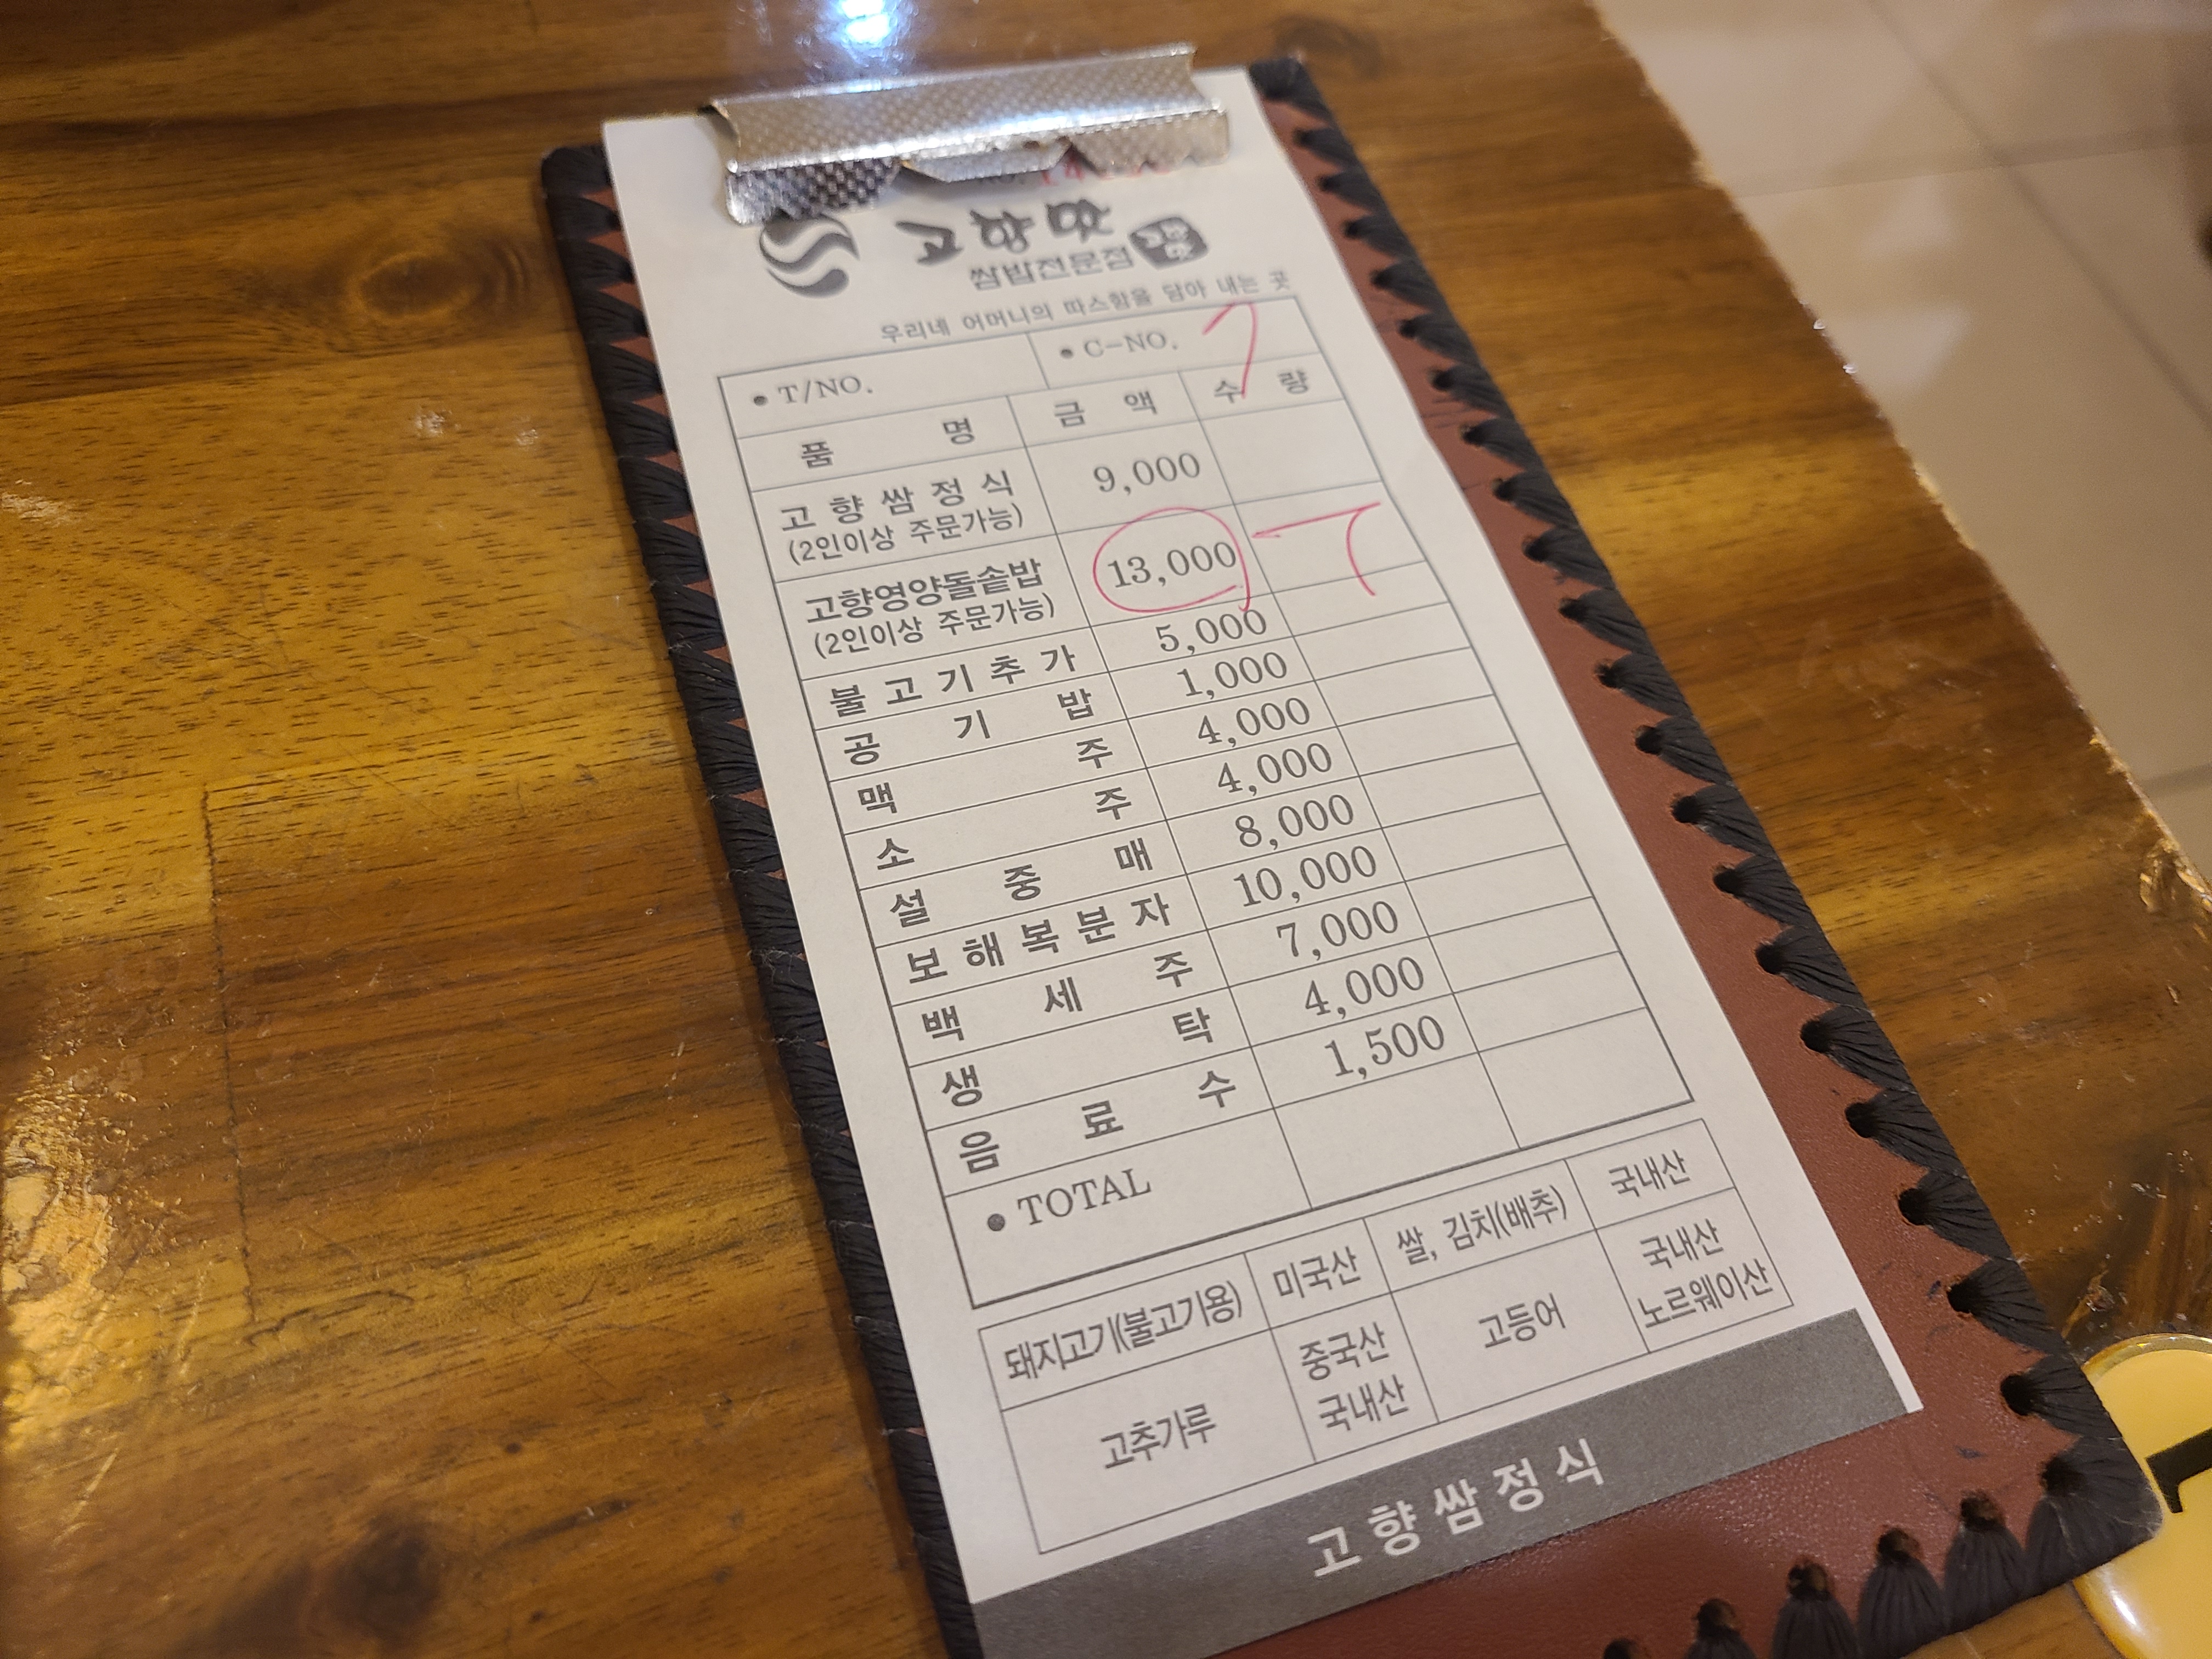 고향쌈
쌈밥전문점
우리네 어머니의 따스함을 담아 내는 곳
• T/NO. • C-NO. 7
품 명 금 액 수 량
고 향 쌈 정 식 9,000
(2인이상 주문가능)
고향영양돌솥밥 13,000 ㅜ
(2인이상 주문가능)
불 고 기 추 가 5,000
공 기 밥 1,000
맥 주 4,000
소 주 4,000
설 중 매 8,000
보 해 복 분 자 10,000
백 세 주 7,000
생 탁 4,000
음 료 수 1,500
• TOTAL
돼지고기(불고기용) 미국산 쌀, 김치(배추) 국내산
고추가루 중국산 고등어 국내산
국내산 노르웨이산
고 향 쌈 정 식